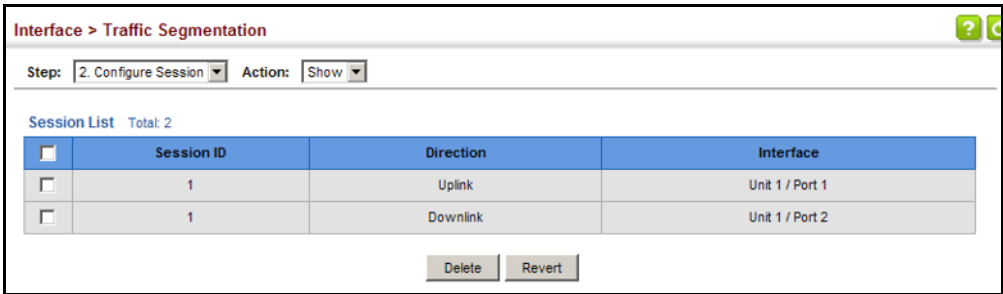 Interface > Traffic Segmentation ?
Step: 2. Configure Session Action: Show
Session List Total: 2
Session ID Direction Interface
1 Uplink Unit 1 / Port 1
1 Downlink Unit 1 / Port 2
Delete Revert